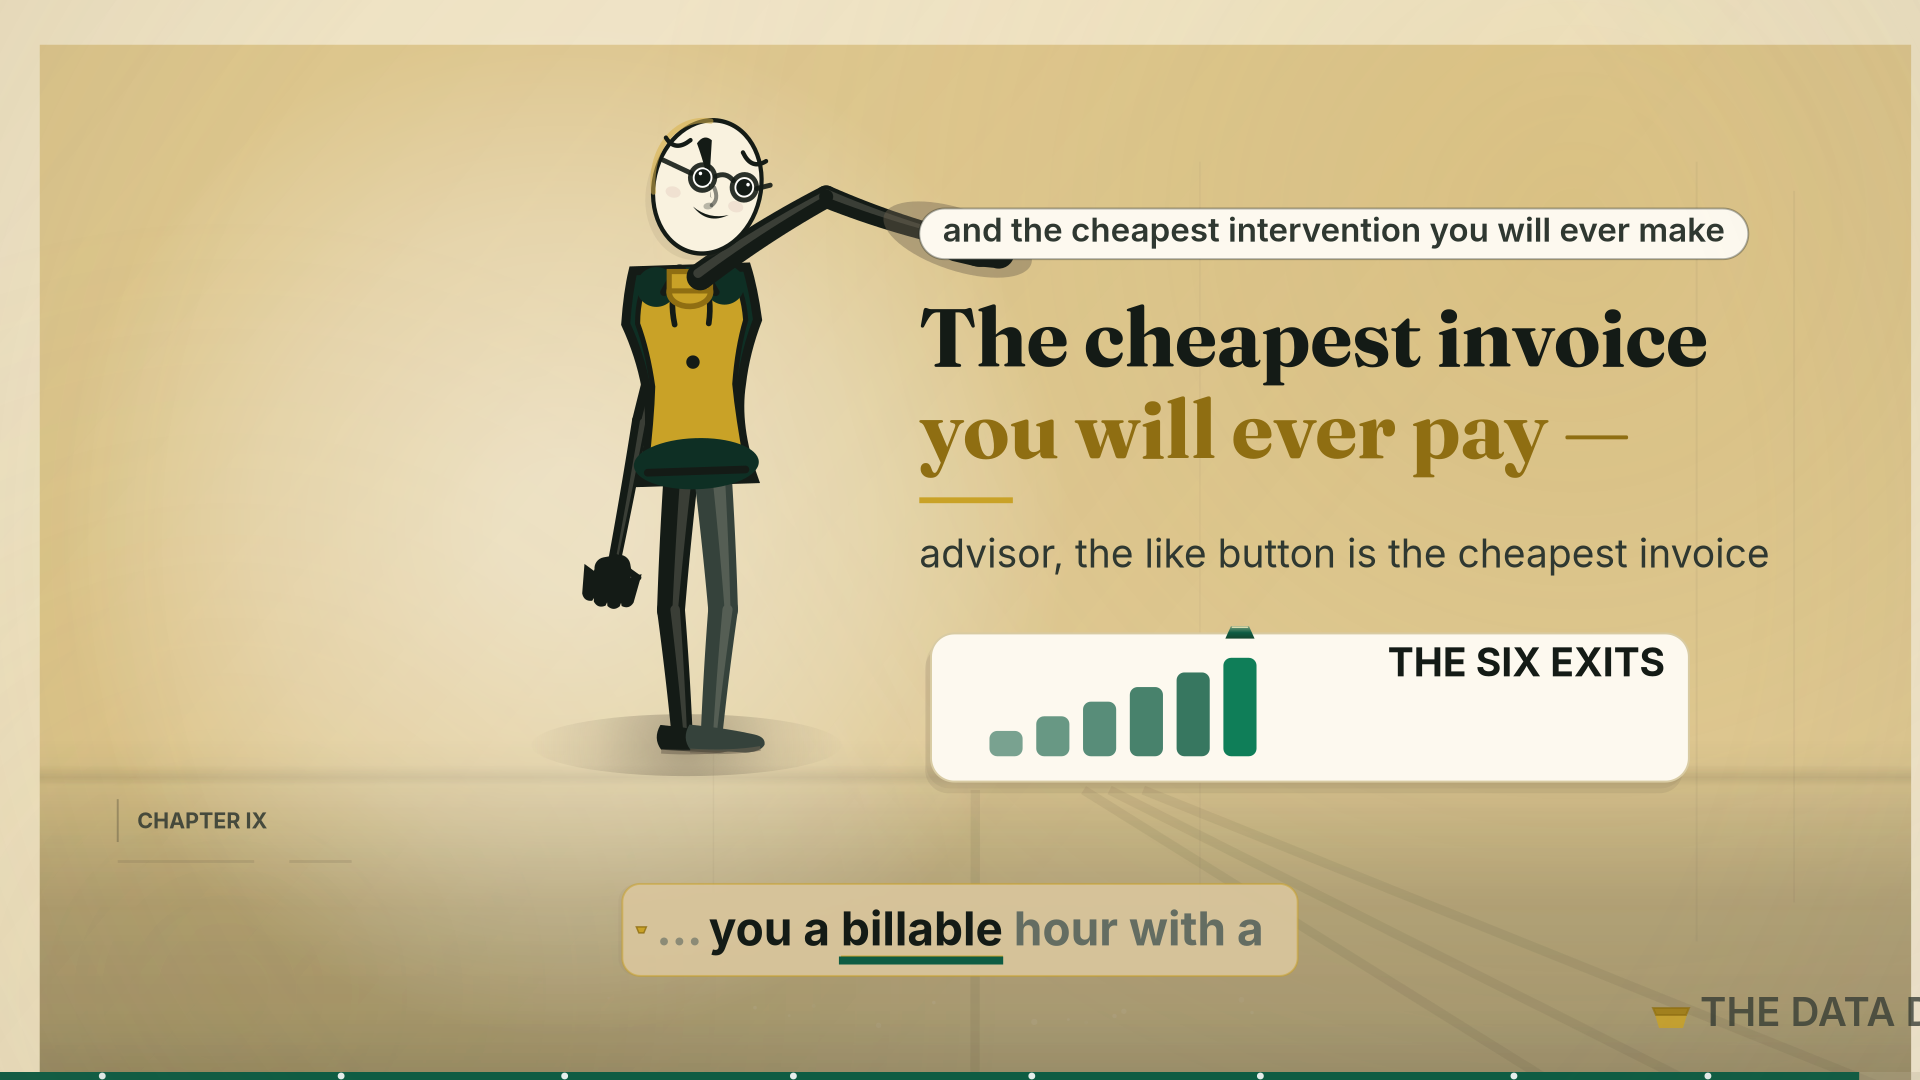 and the cheapest intervention you will ever make
The cheapest invoice
you will ever pay —
advisor, the like button is the cheapest invoice
THE SIX EXITS
CHAPTER IX
... you a billable hour with a
THE DATA